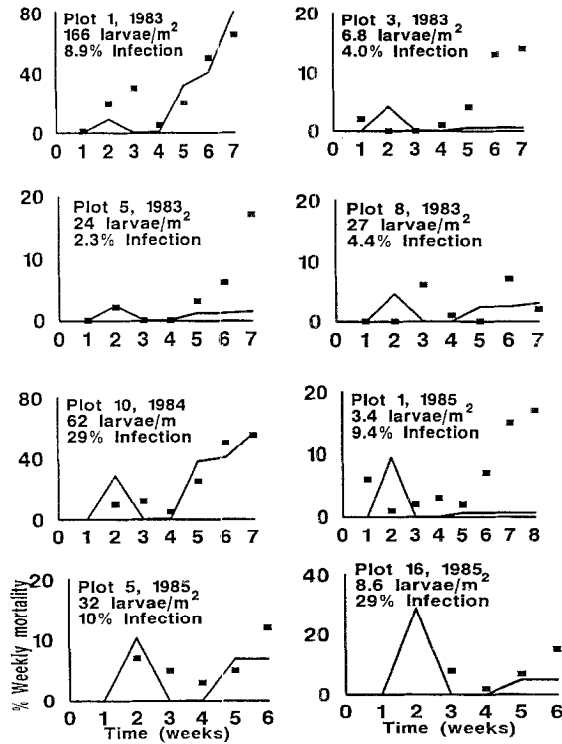 Plot 1, 1983
166 larvae/m2
8.9% Infection
80
40
0
0 1 2 3 4 5 6 7
Plot 3, 1983
6.8 larvae/m2
4.0% Infection
20
10
0
0 1 2 3 4 5 6 7
Plot 5, 1983
24 larvae/m2
2.3% Infection
20
10
0
0 1 2 3 4 5 6 7
Plot 8, 1983
27 larvae/m2
4.4% Infection
20
10
0
0 1 2 3 4 5 6 7
Plot 10, 1984
62 larvae/m
29% Infection
80
40
0
0 1 2 3 4 5 6 7
Plot 1, 1985
3.4 larvae/m2
9.4% Infection
20
10
0
0 1 2 3 4 5 6 7 8
Plot 5, 1985
32 larvae/m2
10% Infection
20
10
0
0 1 2 3 4 5 6
% Weekly mortality
Time (weeks)
Plot 16, 1985
8.6 larvae/m2
29% Infection
40
20
0
0 1 2 3 4 5 6
Time (weeks)